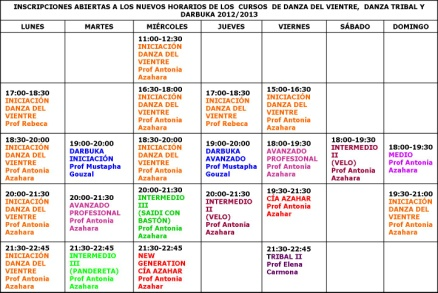 INSCRIPCIONES ABIERTAS A LOS NUEVOS HORARIOS DE LOS CURSOS DE DANZA DEL VIENTRE, DANZA TRIBAL Y
DARBUKA 2012/2013
LUNES
MARTES
MIÉRCOLES
JUEVES
VIERNES
SÁBADO
DOMINGO
11:00-12:30
INICIACIÓN
DANZA DEL
VIENTRE
Prof Antonia
Azahara
17:00-18:30
INICIACIÓN
DANZA DEL
VIENTRE
Prof Rebeca
16:30-18:00
INICIACIÓN
DANZA DEL
VIENTRE
Prof Antonia
Azahara
17:00-18:30
INICIACIÓN
DANZA DEL
VIENTRE
Prof Rebeca
15:00-16:30
INICIACIÓN
DANZA DEL
VIENTRE
Prof Antonia
Azahara
18:30-20:00
INICIACIÓN
DANZA DEL
VIENTRE
Prof Antonia
Azahara
19:00-20:00
DARBUKA
INICIACIÓN
Prof Mustapha
Gouzal
18:30-20:00
INICIACIÓN
DANZA DEL
VIENTRE
Prof Antonia
Azahara
19:00-20:00
DARBUKA
AVANZADO
Prof Mustapha
Gouzal
18:00-19:30
AVANZADO
PROFESIONAL
Prof Antonia
Azahara
18:00-19:30
INTERMEDIO
II
(VELO)
Prof Antonia
Azahara
18:00-19:30
MEDIO
Prof Antonia
Azahara
20:00-21:30
INICIACIÓN
DANZA DEL
VIENTRE
Prof Antonia
Azahara
20:00-21:30
AVANZADO
PROFESIONAL
Prof Antonia
Azahara
20:00-21:30
INTERMEDIO
III
(SAIDI CON
BASTÓN)
Prof Antonia
Azahara
20:00-21:30
INTERMEDIO
II
(VELO)
Prof Antonia
Azahara
19:30-21:30
CÍA AZAHAR
Prof Antonia
Azahara
19:30-21:00
INICIACIÓN
DANZA DEL
VIENTRE
Prof Antonia
Azahara
21:30-22:45
INICIACIÓN
DANZA DEL
VIENTRE
Prof Antonia
Azahara
21:30-22:45
INTERMEDIO
III
(PANDERETA)
Prof Antonia
Azahara
21:30-22:45
NEW
GENERATION
CÍA AZAHAR
Prof Antonia
Azahara
21:30-22:45
TRIBAL II
Prof Elena
Carmona